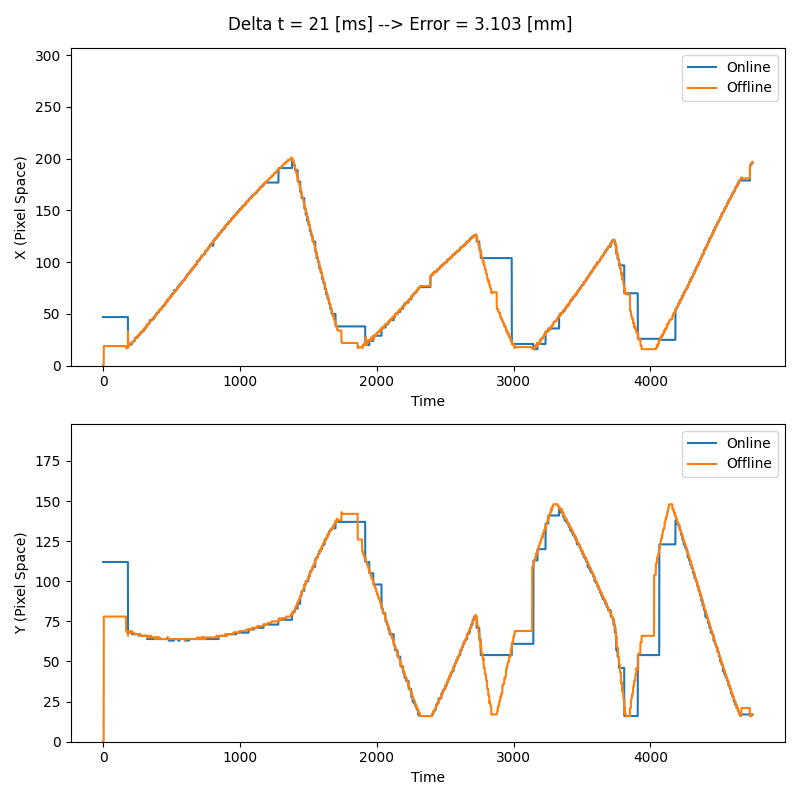 Delta t = 21 [ms] --> Error = 3.103 [mm]
300
250
200
150
100
50
0
X (Pixel Space)
Online
Offline
0 1000 2000 3000 4000
Time
175
150
125
100
75
50
25
0
Y (Pixel Space)
Online
Offline
0 1000 2000 3000 4000
Time